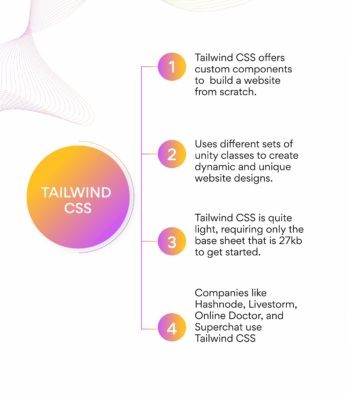 TAILWIND
CSS
1
Tailwind CSS offers
custom components
to build a website
from scratch.
2
Uses different sets of
unity classes to create
dynamic and unique
website designs.
3
Tailwind CSS is quite
light, requiring only the
base sheet that is 27kb
to get started.
4
Companies like
Hashnode, Livestorm,
Online Doctor, and
Superchat use
Tailwind CSS